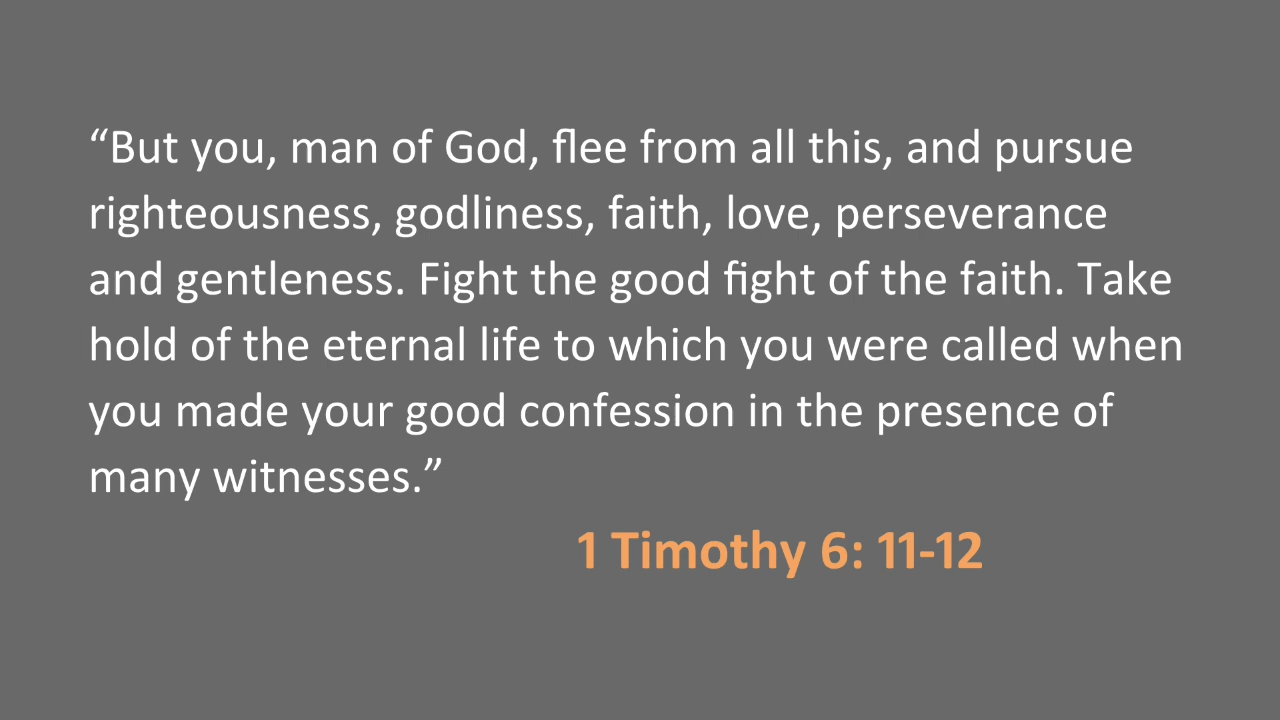 “But you, man of God, flee from all this, and pursue
righteousness, godliness, faith, love, perseverance
and gentleness. Fight the good fight of the faith. Take
hold of the eternal life to which you were called when
you made your good confession in the presence of
many witnesses.”
1 Timothy 6: 11-12